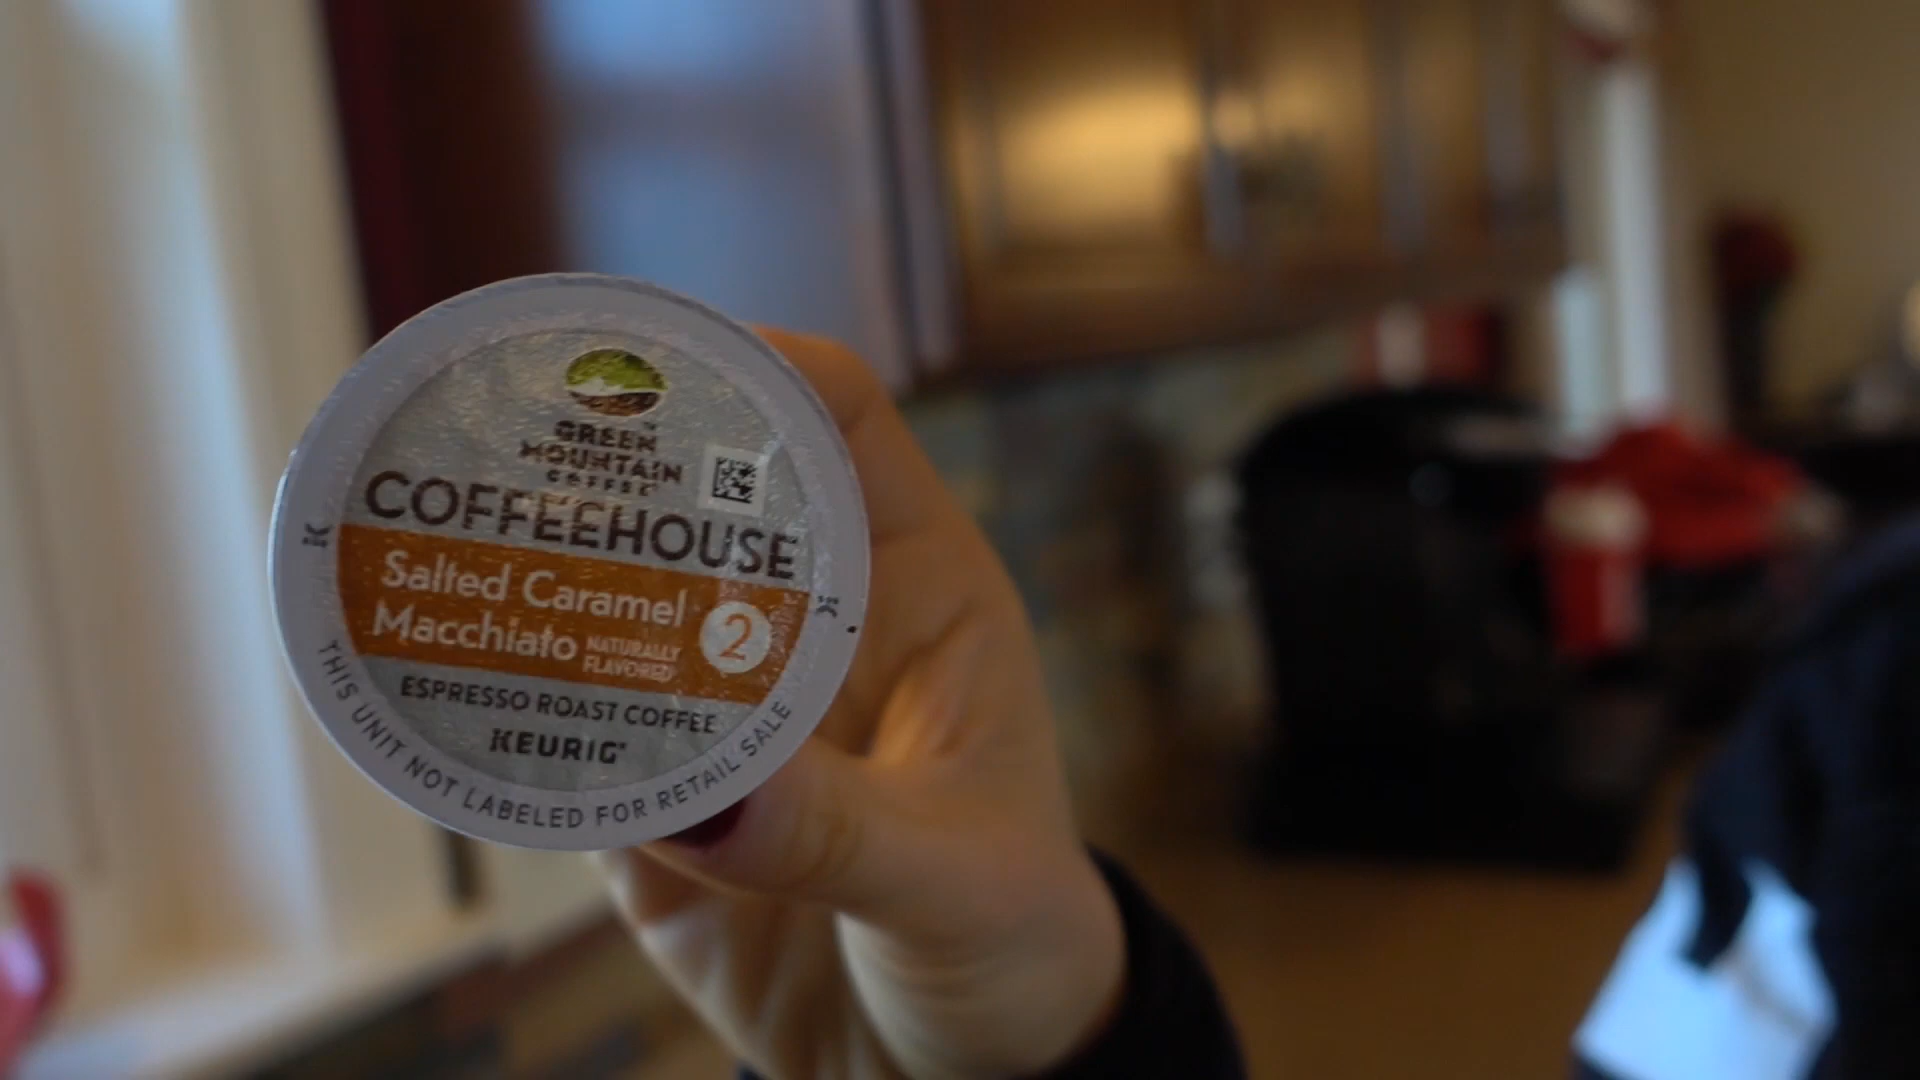 GREEN
MOUNTAIN
COFFEE
COFFEEHOUSE
Salted Caramel
Macchiato NATURALLY FLAVORED
2
ESPRESSO ROAST COFFEE
KEURIG
THIS UNIT NOT LABELED FOR RETAIL SALE